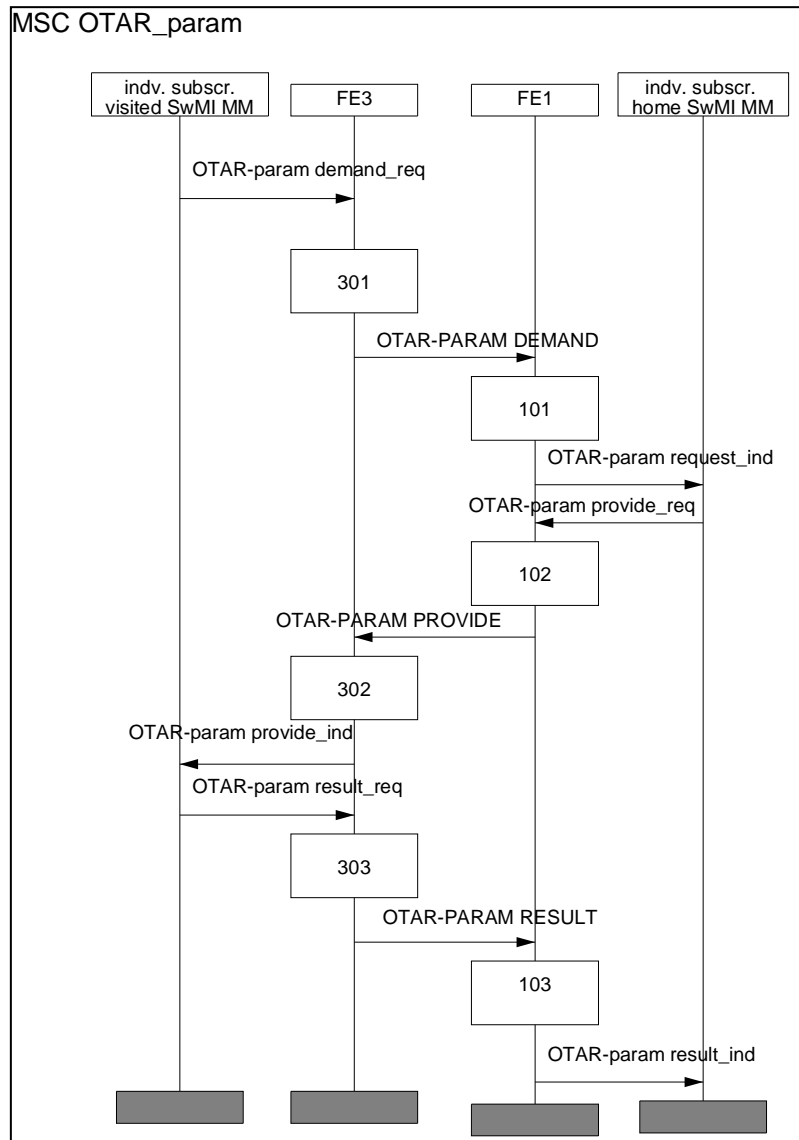 MSC OTAR_param
indv. subscr.
visited SwMI MM
FE3
FE1
indv. subscr.
home SwMI MM
OTAR-param demand_req
301
OTAR-PARAM DEMAND
101
OTAR-param request_ind
OTAR-param provide_req
102
OTAR-PARAM PROVIDE
302
OTAR-param provide_ind
OTAR-param result_req
303
OTAR-PARAM RESULT
103
OTAR-param result_ind